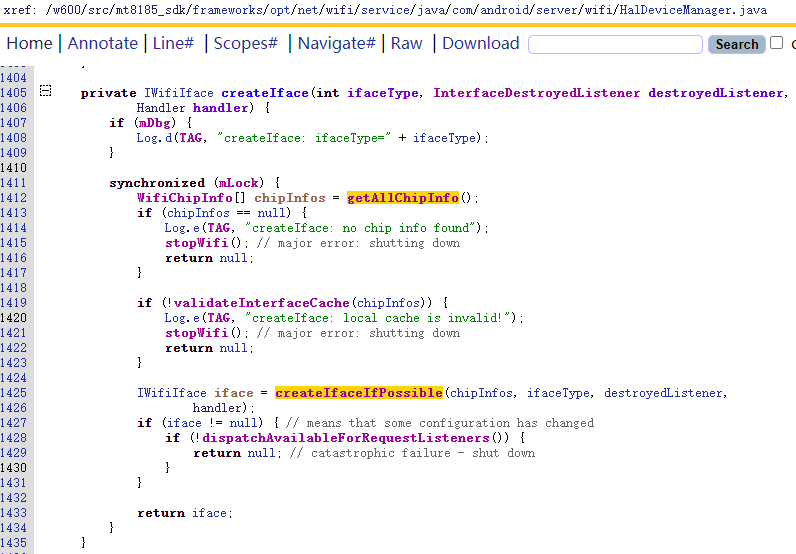 xref: /w600/src/mt8185_sdk/frameworks/opt/net/wifi/service/java/com/android/server/wifi/HalDeviceManager.java
Home | Annotate | Line# | Scopes# | Navigate# | Raw | Download Search
1404
1405 private IWifiIface createIface(int ifaceType, InterfaceDestroyedListener destroyedListener,
1406 Handler handler) {
1407 if (mDbg) {
1408 Log.d(TAG, "createIface: ifaceType=" + ifaceType);
1409 }
1410
1411 synchronized (mLock) {
1412 WifiChipInfo[] chipInfos = getAllChipInfo();
1413 if (chipInfos == null) {
1414 Log.e(TAG, "createIface: no chip info found");
1415 stopWifi(); // major error: shutting down
1416 return null;
1417 }
1418
1419 if (!validateInterfaceCache(chipInfos)) {
1420 Log.e(TAG, "createIface: local cache is invalid!");
1421 stopWifi(); // major error: shutting down
1422 return null;
1423 }
1424
1425 IWifiIface iface = createIfaceIfPossible(chipInfos, ifaceType, destroyedListener,
1426 handler);
1427 if (iface != null) { // means that some configuration has changed
1428 if (!dispatchAvailableForRequestListeners()) {
1429 return null; // catastrophic failure - shut down
1430 }
1431 }
1432
1433 return iface;
1434 }
1435 }